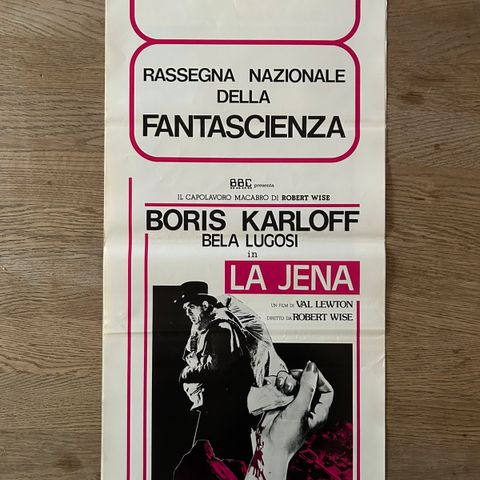 RASSEGNA NAZIONALE
DELLA
FANTASCIENZA
BBC presenta
IL CAPOLAVORO MACABRO DI ROBERT WISE
BORIS KARLOFF
BELA LUGOSI
in
LA JENA
UN FILM DI VAL LEWTON
DIRETTO DA ROBERT WISE